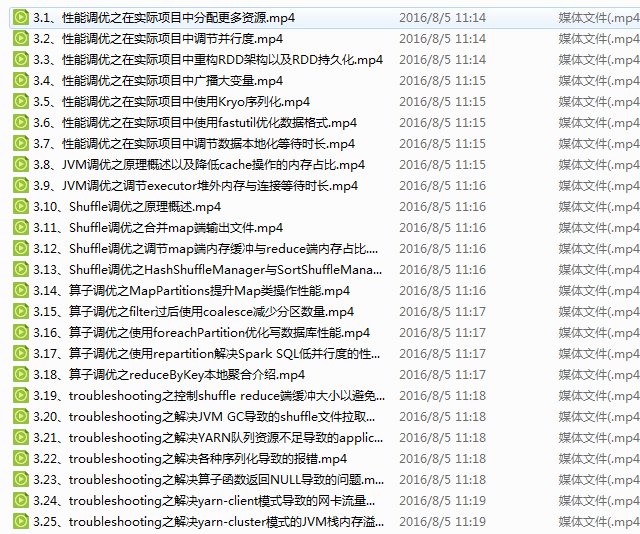 3.1、性能调优之在实际项目中分配更多资源.mp4 2016/8/5 11:14 媒体文件(.mp4
3.2、性能调优之在实际项目中调节并行度.mp4 2016/8/5 11:14 媒体文件(.mp4
3.3、性能调优之在实际项目中重构RDD架构以及RDD持久化.mp4 2016/8/5 11:14 媒体文件(.mp4
3.4、性能调优之在实际项目中广播大变量.mp4 2016/8/5 11:15 媒体文件(.mp4
3.5、性能调优之在实际项目中使用Kryo序列化.mp4 2016/8/5 11:15 媒体文件(.mp4
3.6、性能调优之在实际项目中使用fastutil优化数据格式.mp4 2016/8/5 11:15 媒体文件(.mp4
3.7、性能调优之在实际项目中调节数据本地化等待时长.mp4 2016/8/5 11:15 媒体文件(.mp4
3.8、JVM调优之原理概述以及降低cache操作的内存占比.mp4 2016/8/5 11:15 媒体文件(.mp4
3.9、JVM调优之调节executor堆外内存与连接等待时长.mp4 2016/8/5 11:16 媒体文件(.mp4
3.10、Shuffle调优之原理概述.mp4 2016/8/5 11:16 媒体文件(.mp4
3.11、Shuffle调优之合并map端输出文件.mp4 2016/8/5 11:16 媒体文件(.mp4
3.12、Shuffle调优之调节map端内存缓冲与reduce端内存占比.... 2016/8/5 11:16 媒体文件(.mp4
3.13、Shuffle调优之HashShuffleManager与SortShuffleMana... 2016/8/5 11:16 媒体文件(.mp4
3.14、算子调优之MapPartitions提升Map类操作性能.mp4 2016/8/5 11:16 媒体文件(.mp4
3.15、算子调优之filter过后使用coalesce减少分区数量.mp4 2016/8/5 11:17 媒体文件(.mp4
3.16、算子调优之使用foreachPartition优化写数据库性能.mp4 2016/8/5 11:17 媒体文件(.mp4
3.17、算子调优之使用repartition解决Spark SQL低并行度的性... 2016/8/5 11:17 媒体文件(.mp4
3.18、算子调优之reduceByKey本地聚合介绍.mp4 2016/8/5 11:17 媒体文件(.mp4
3.19、troubleshooting之控制shuffle reduce端缓冲大小以避免... 2016/8/5 11:18 媒体文件(.mp4
3.20、troubleshooting之解决JVM GC导致的shuffle文件拉取... 2016/8/5 11:18 媒体文件(.mp4
3.21、troubleshooting之解决YARN队列资源不足导致的applic... 2016/8/5 11:18 媒体文件(.mp4
3.22、troubleshooting之解决各种序列化导致的报错.mp4 2016/8/5 11:18 媒体文件(.mp4
3.23、troubleshooting之解决算子函数返回NULL导致的问题.m... 2016/8/5 11:18 媒体文件(.mp4
3.24、troubleshooting之解决yarn-client模式导致的网卡流量... 2016/8/5 11:19 媒体文件(.mp4
3.25、troubleshooting之解决yarn-cluster模式的JVM栈内存溢... 2016/8/5 11:19 媒体文件(.mp4